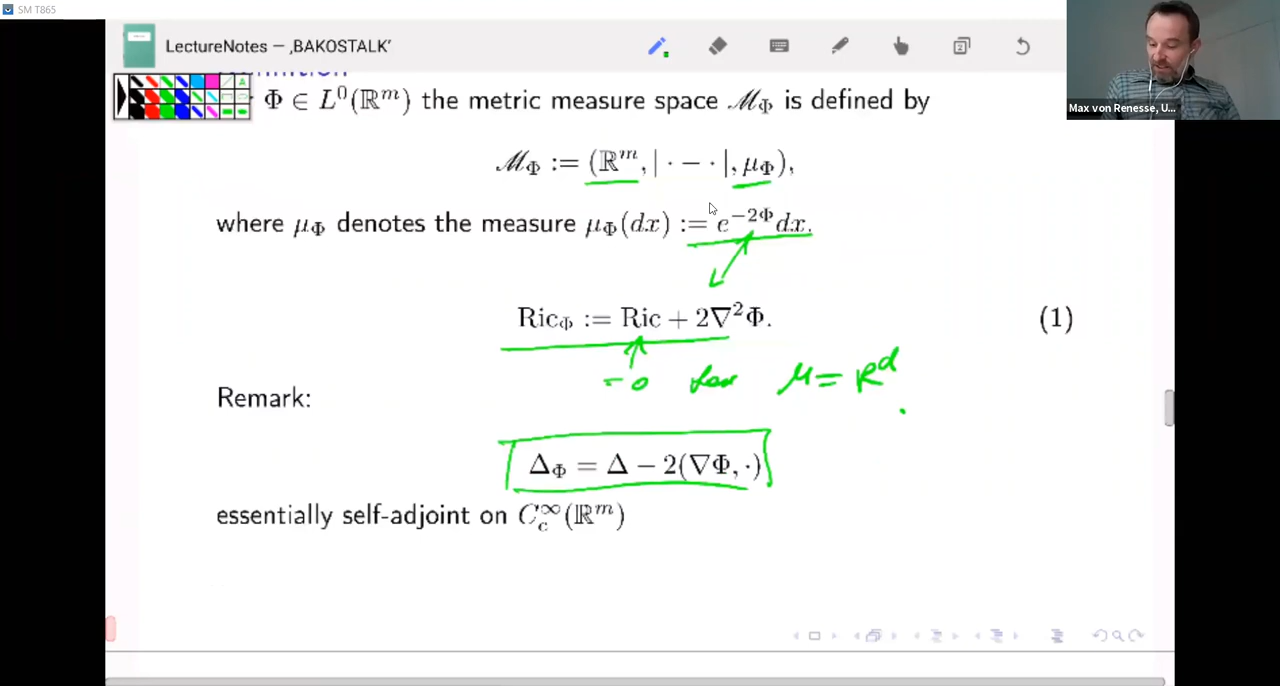 SM T865
LectureNotes – ‚BAKOSTALK'
Max von Renesse, U...
Φ ∈ L⁰(ℝᵐ) the metric measure space ℳ_Φ is defined by
ℳ_Φ := (ℝᵐ, | · − · |, μ_Φ),
where μ_Φ denotes the measure μ_Φ(dx) := e^{−2Φ}dx.
Ric_Φ := Ric + 2∇²Φ. (1)
= 0 for M = R^d.
Remark:
Δ_Φ = Δ − 2(∇Φ, ·)
essentially self-adjoint on C_c^∞(ℝᵐ)